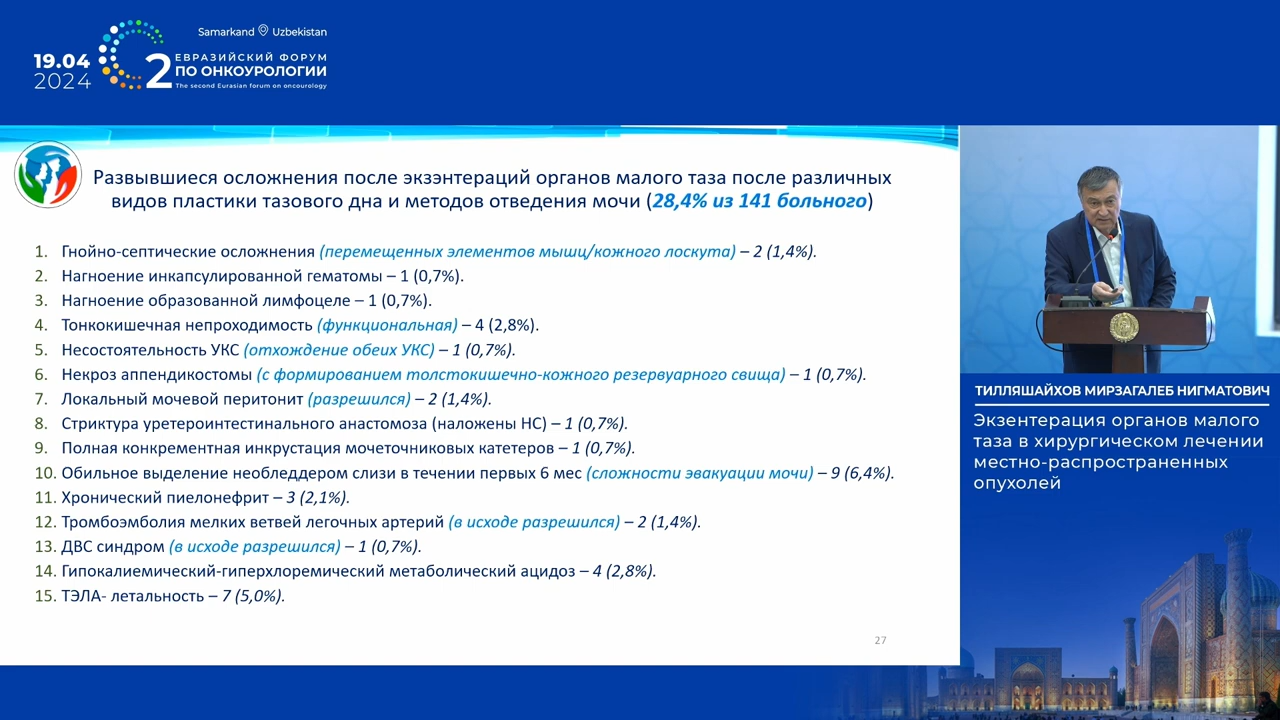 Samarkand Uzbekistan
19.04
2024
2
ЕВРАЗИЙСКИЙ ФОРУМ
ПО ОНКОУРОЛОГИИ
The second Eurasian forum on oncourology
Развывшиеся осложнения после экзэнтераций органов малого таза после различных
видов пластики тазового дна и методов отведения мочи (28,4% из 141 больного)
1. Гнойно-септические осложнения (перемещенных элементов мышц/кожного лоскута) – 2 (1,4%).
2. Нагноение инкапсулированной гематомы – 1 (0,7%).
3. Нагноение образованной лимфоцеле – 1 (0,7%).
4. Тонкокишечная непроходимость (функциональная) – 4 (2,8%).
5. Несостоятельность УКС (отхождение обеих УКС) – 1 (0,7%).
6. Некроз аппендикостомы (с формированием толстокишечно-кожного резервуарного свища) – 1 (0,7%).
7. Локальный мочевой перитонит (разрешился) – 2 (1,4%).
8. Стриктура уретероинтестинального анастомоза (наложены НС) – 1 (0,7%).
9. Полная конкрементная инкрустация мочеточниковых катетеров – 1 (0,7%).
10. Обильное выделение необледдером слизи в течении первых 6 мес (сложности эвакуации мочи) – 9 (6,4%).
11. Хронический пиелонефрит – 3 (2,1%).
12. Тромбоэмболия мелких ветвей легочных артерий (в исходе разрешился) – 2 (1,4%).
13. ДВС синдром (в исходе разрешился) – 1 (0,7%).
14. Гипокалиемический-гиперхлоремический метаболический ацидоз – 4 (2,8%).
15. ТЭЛА- летальность – 7 (5,0%).
27
ТИЛЛЯШАЙХОВ МИРЗАГАЛЕБ НИГМАТОВИЧ
Экзентерация органов малого
таза в хирургическом лечении
местно-распространенных
опухолей